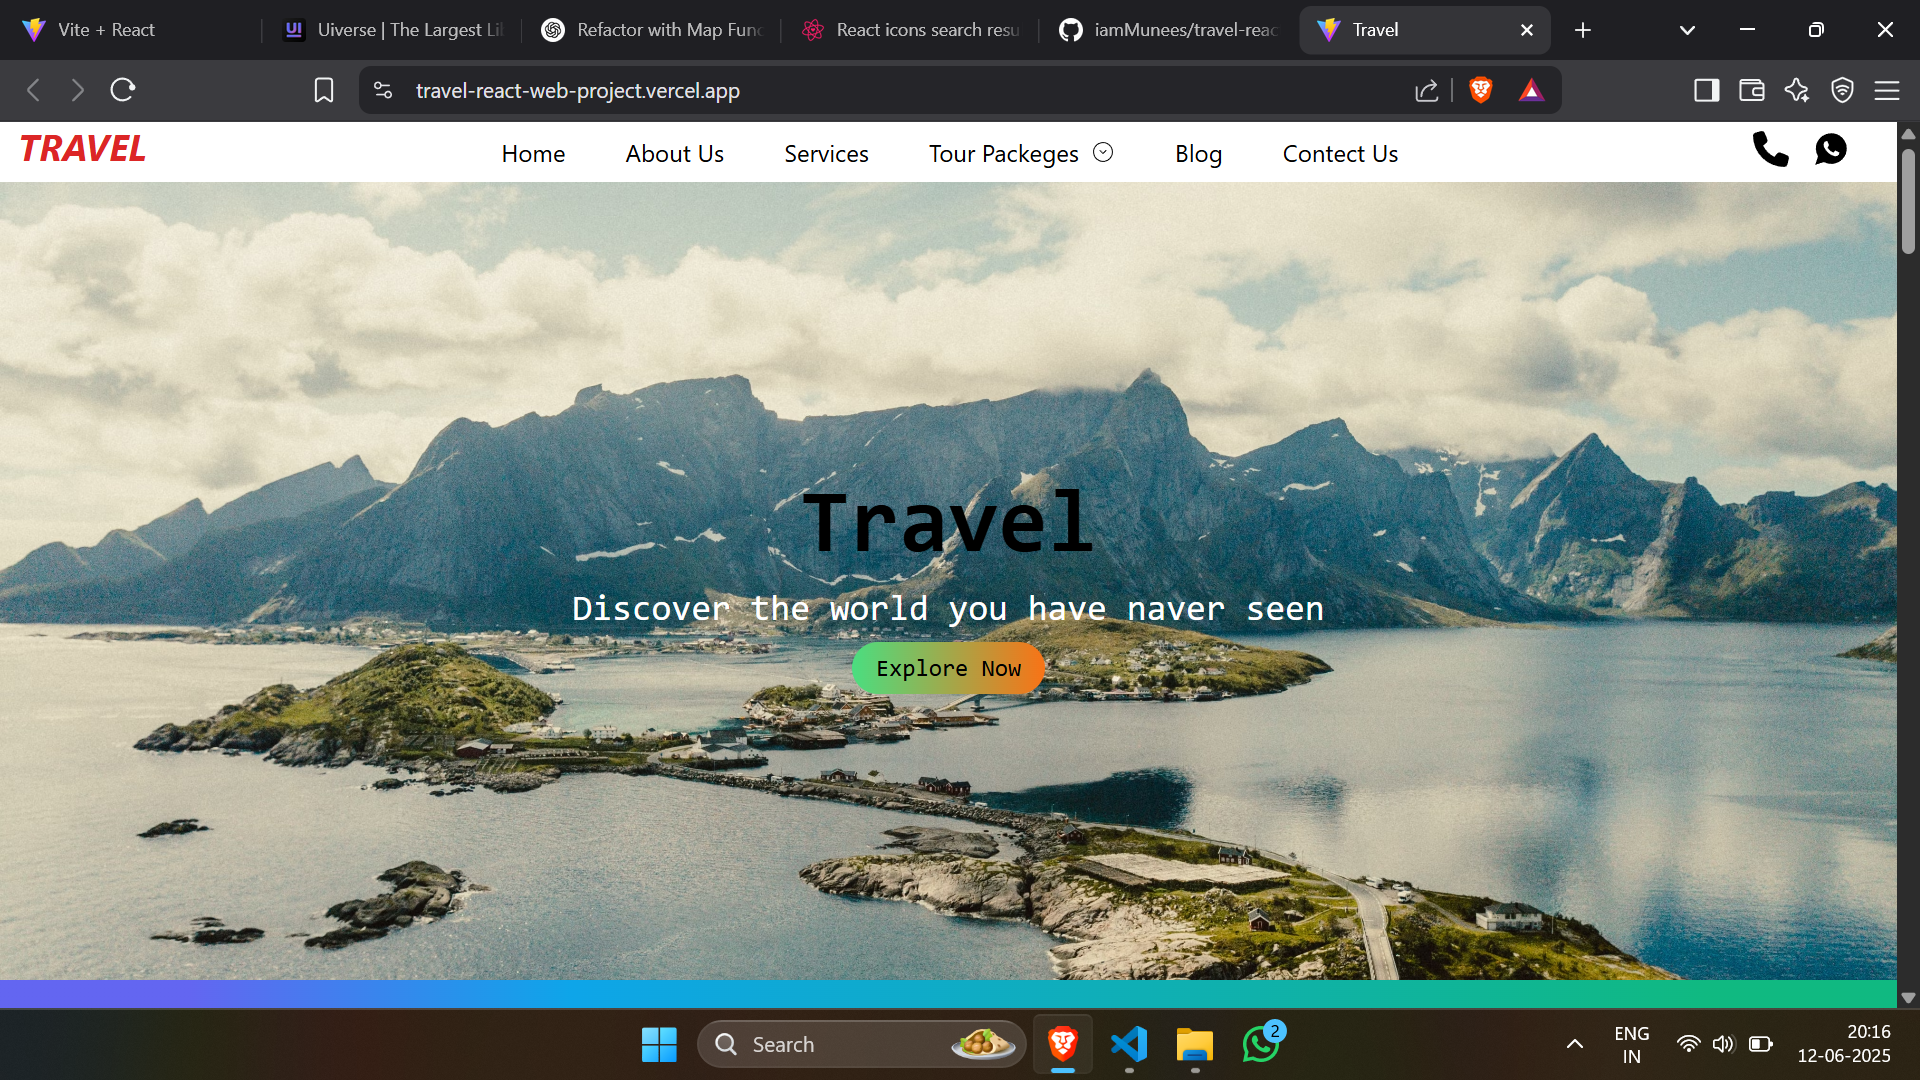 Vite + React
Uiverse | The Largest Li
Refactor with Map Func
React icons search resu
iamMunees/travel-reac
Travel
travel-react-web-project.vercel.app
TRAVEL
Home
About Us
Services
Tour Packeges
Blog
Contect Us
Travel
Discover the world you have naver seen
Explore Now
Search
2
ENG
IN
20:16
12-06-2025